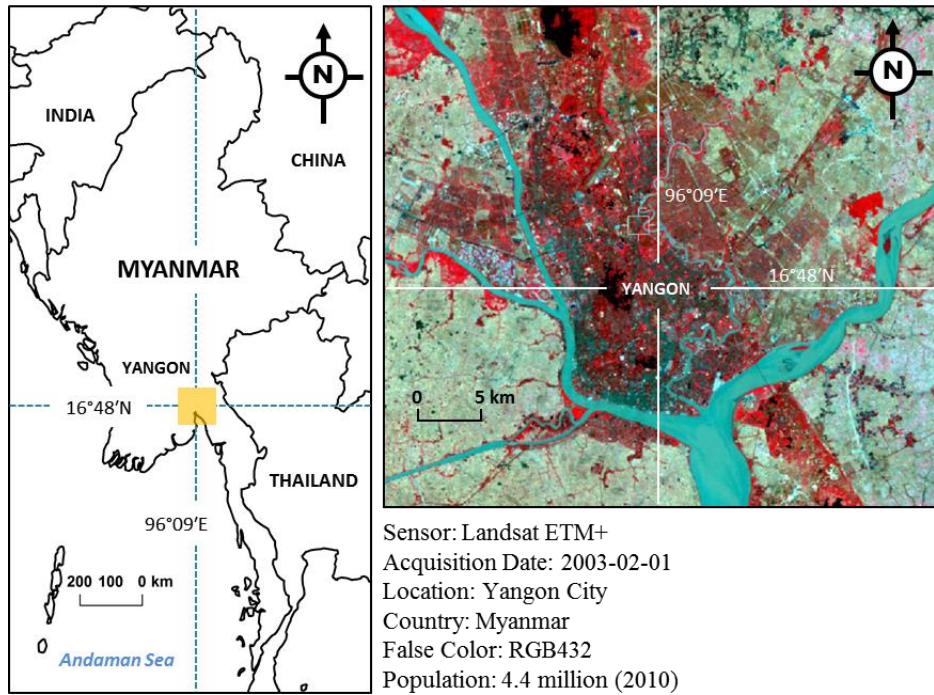 N
INDIA
CHINA
MYANMAR
YANGON
16°48'N
THAILAND
96°09'E
200 100 0 km
Andaman Sea
N
96°09'E
16°48'N
YANGON
0 5 km
Sensor: Landsat ETM+
Acquisition Date: 2003-02-01
Location: Yangon City
Country: Myanmar
False Color: RGB432
Population: 4.4 million (2010)